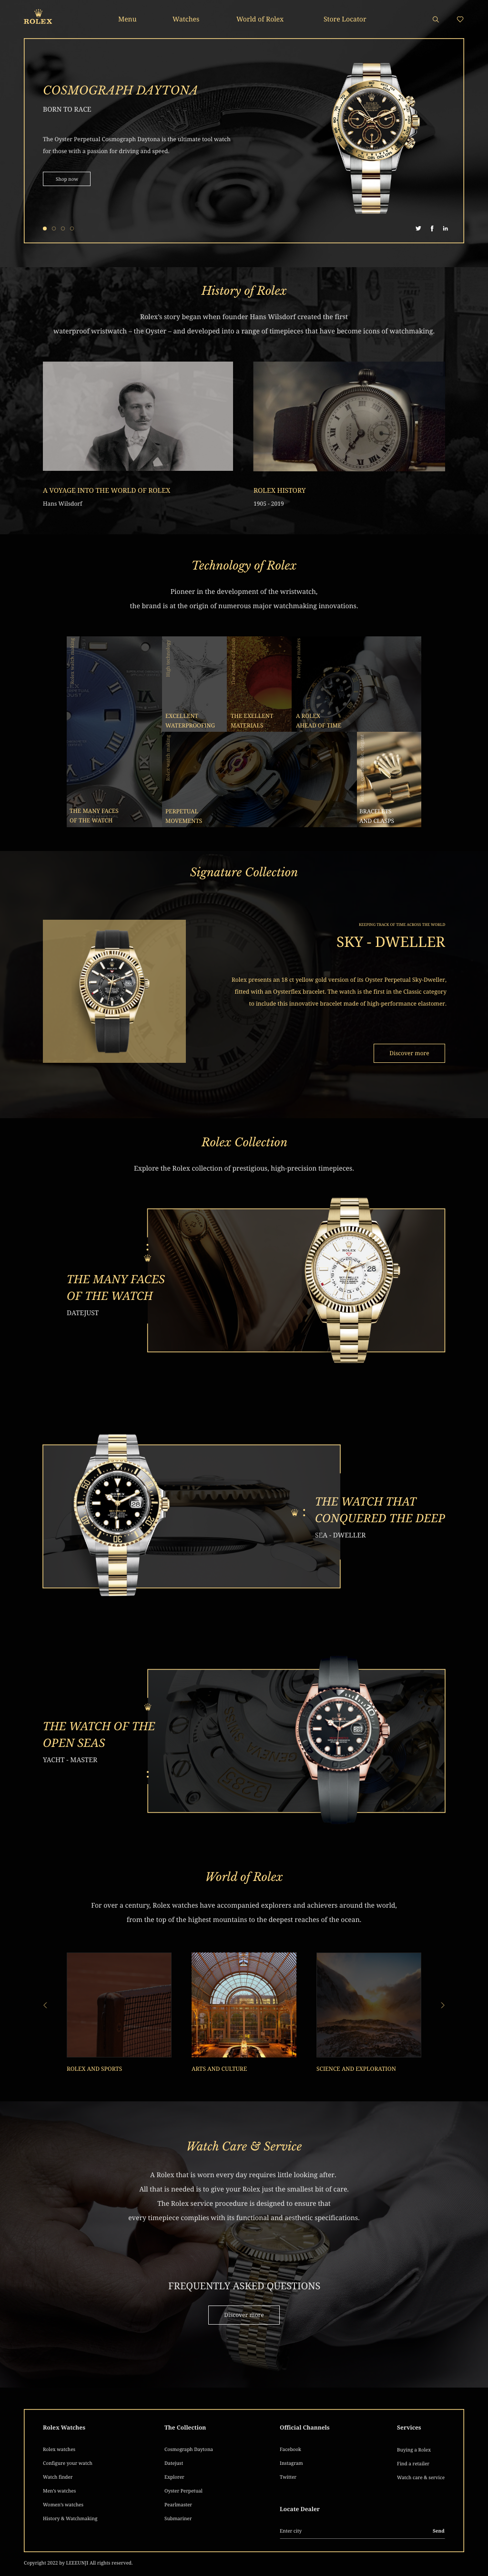 ROLEX
Menu
Watches
World of Rolex
Store Locator
COSMOGRAPH DAYTONA
BORN TO RACE
The Oyster Perpetual Cosmograph Daytona is the ultimate tool watch
for those with a passion for driving and speed.
Shop now
History of Rolex
Rolex's story began when founder Hans Wilsdorf created the first
waterproof wristwatch – the Oyster – and developed into a range of timepieces that have become icons of watchmaking.
A VOYAGE INTO THE WORLD OF ROLEX
Hans Wilsdorf
ROLEX HISTORY
1905 - 2019
Technology of Rolex
Pioneer in the development of the wristwatch,
the brand is at the origin of numerous major watchmaking innovations.
EXCELLENT
WATERPROOFING
THE EXELLENT
MATERIALS
A ROLEX
AHEAD OF TIME
THE MANY FACES
OF THE WATCH
PERPETUAL
MOVEMENTS
BRACELETS
AND CLASPS
Signature Collection
KEEPING TRACK OF TIME ACROSS THE WORLD
SKY - DWELLER
Rolex presents an 18 ct yellow gold version of its Oyster Perpetual Sky-Dweller,
fitted with an Oysterflex bracelet. The watch is the first in the Classic category
to include this innovative bracelet made of high-performance elastomer.
Discover more
Rolex Collection
Explore the Rolex collection of prestigious, high-precision timepieces.
THE MANY FACES
OF THE WATCH
DATEJUST
THE WATCH THAT
CONQUERED THE DEEP
SEA - DWELLER
THE WATCH OF THE
OPEN SEAS
YACHT - MASTER
World of Rolex
For over a century, Rolex watches have accompanied explorers and achievers around the world,
from the top of the highest mountains to the deepest reaches of the ocean.
ROLEX AND SPORTS
ARTS AND CULTURE
SCIENCE AND EXPLORATION
Watch Care & Service
A Rolex that is worn every day requires little looking after.
All that is needed is to give your Rolex just the smallest bit of care.
The Rolex service procedure is designed to ensure that
every timepiece complies with its functional and aesthetic specifications.
FREQUENTLY ASKED QUESTIONS
Discover more
Rolex Watches
Rolex watches
Configure your watch
Watch finder
Men's watches
Women's watches
History & Watchmaking
The Collection
Cosmograph Daytona
Datejust
Explorer
Oyster Perpetual
Pearlmaster
Submariner
Official Channels
Facebook
Instagram
Twitter
Locate Dealer
Enter city
Send
Services
Buying a Rolex
Find a retailer
Watch care & service
Copyright 2022 by LEEEUNJI All rights reserved.